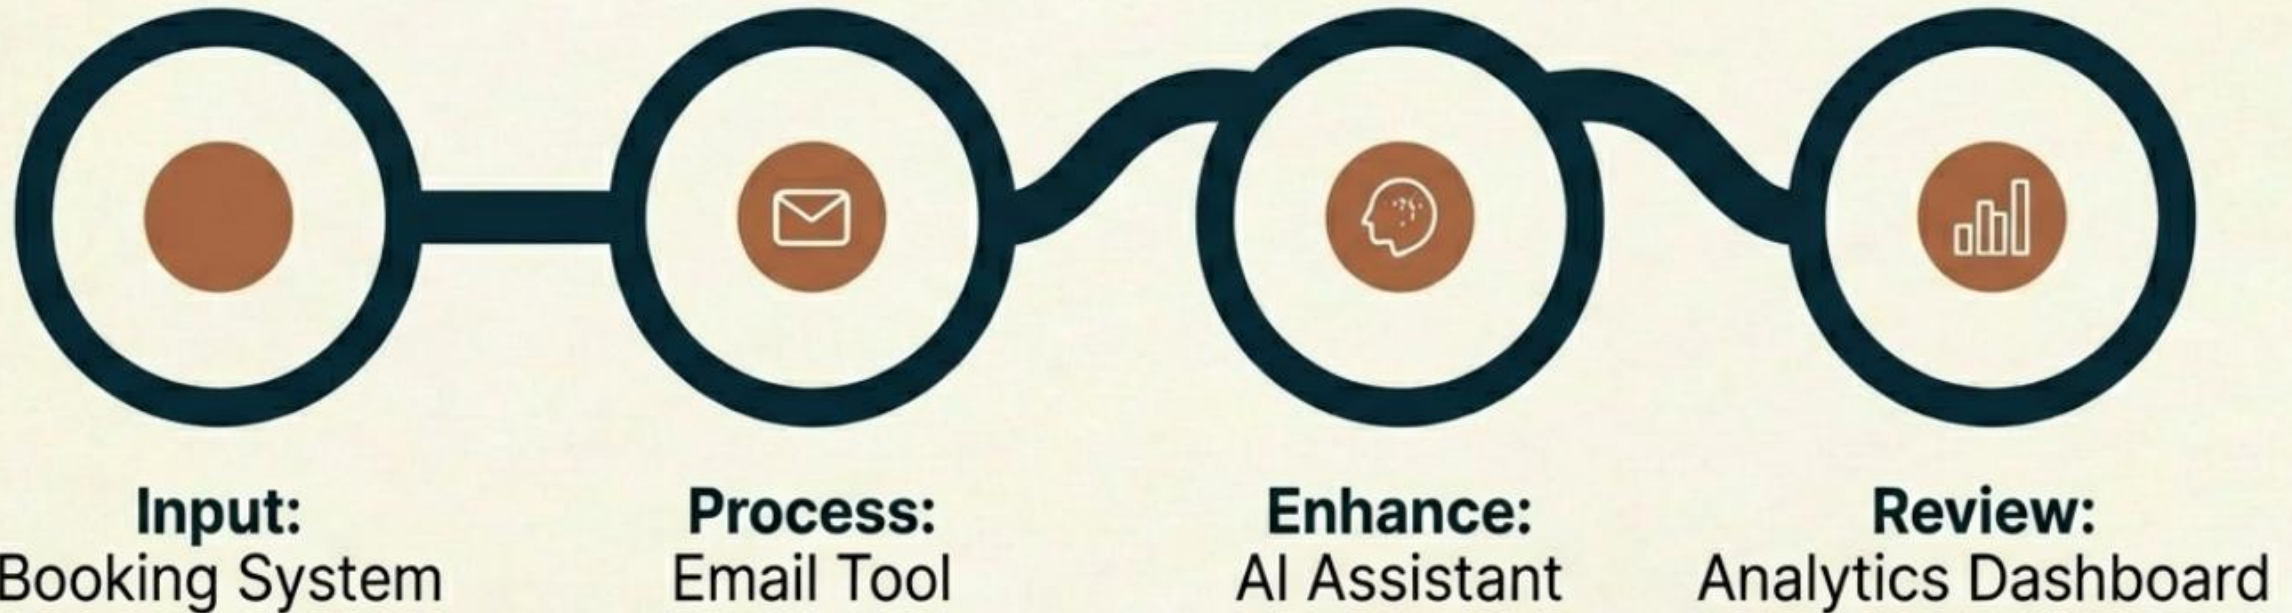 Input:
Booking System
Process:
Email Tool
Enhance:
AI Assistant
Review:
Analytics Dashboard